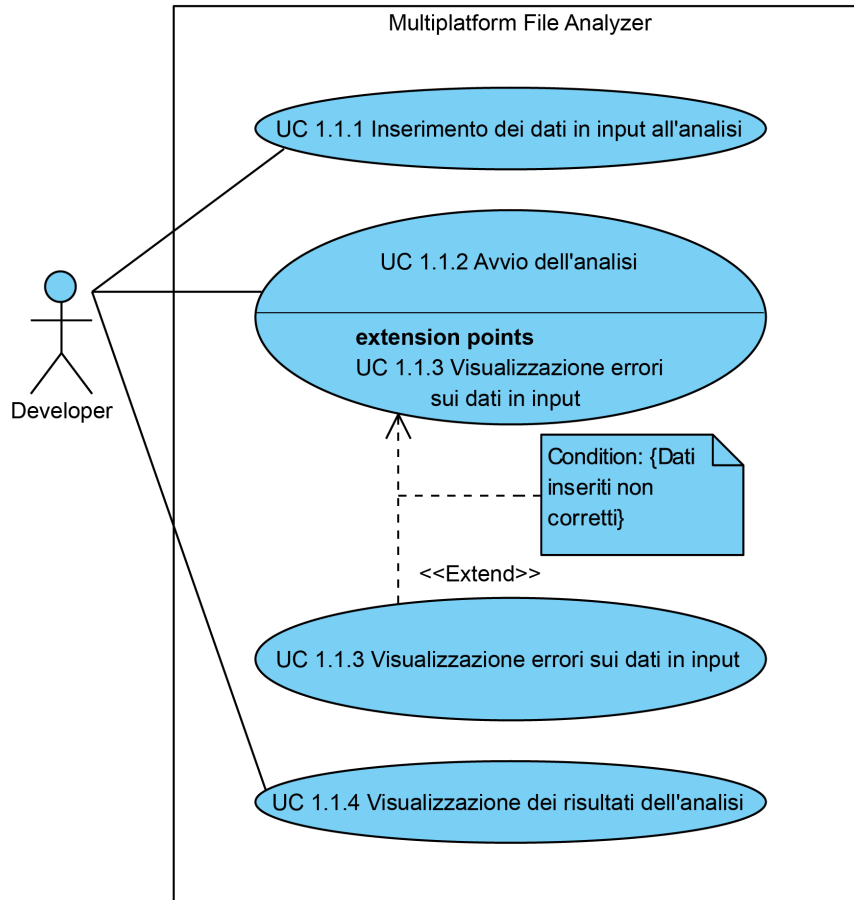 Multiplatform File Analyzer
UC 1.1.1 Inserimento dei dati in input all'analisi
UC 1.1.2 Avvio dell'analisi
extension points
UC 1.1.3 Visualizzazione errori
sui dati in input
Developer
Condition: {Dati
inseriti non
corretti}
<<Extend>>
UC 1.1.3 Visualizzazione errori sui dati in input
UC 1.1.4 Visualizzazione dei risultati dell'analisi